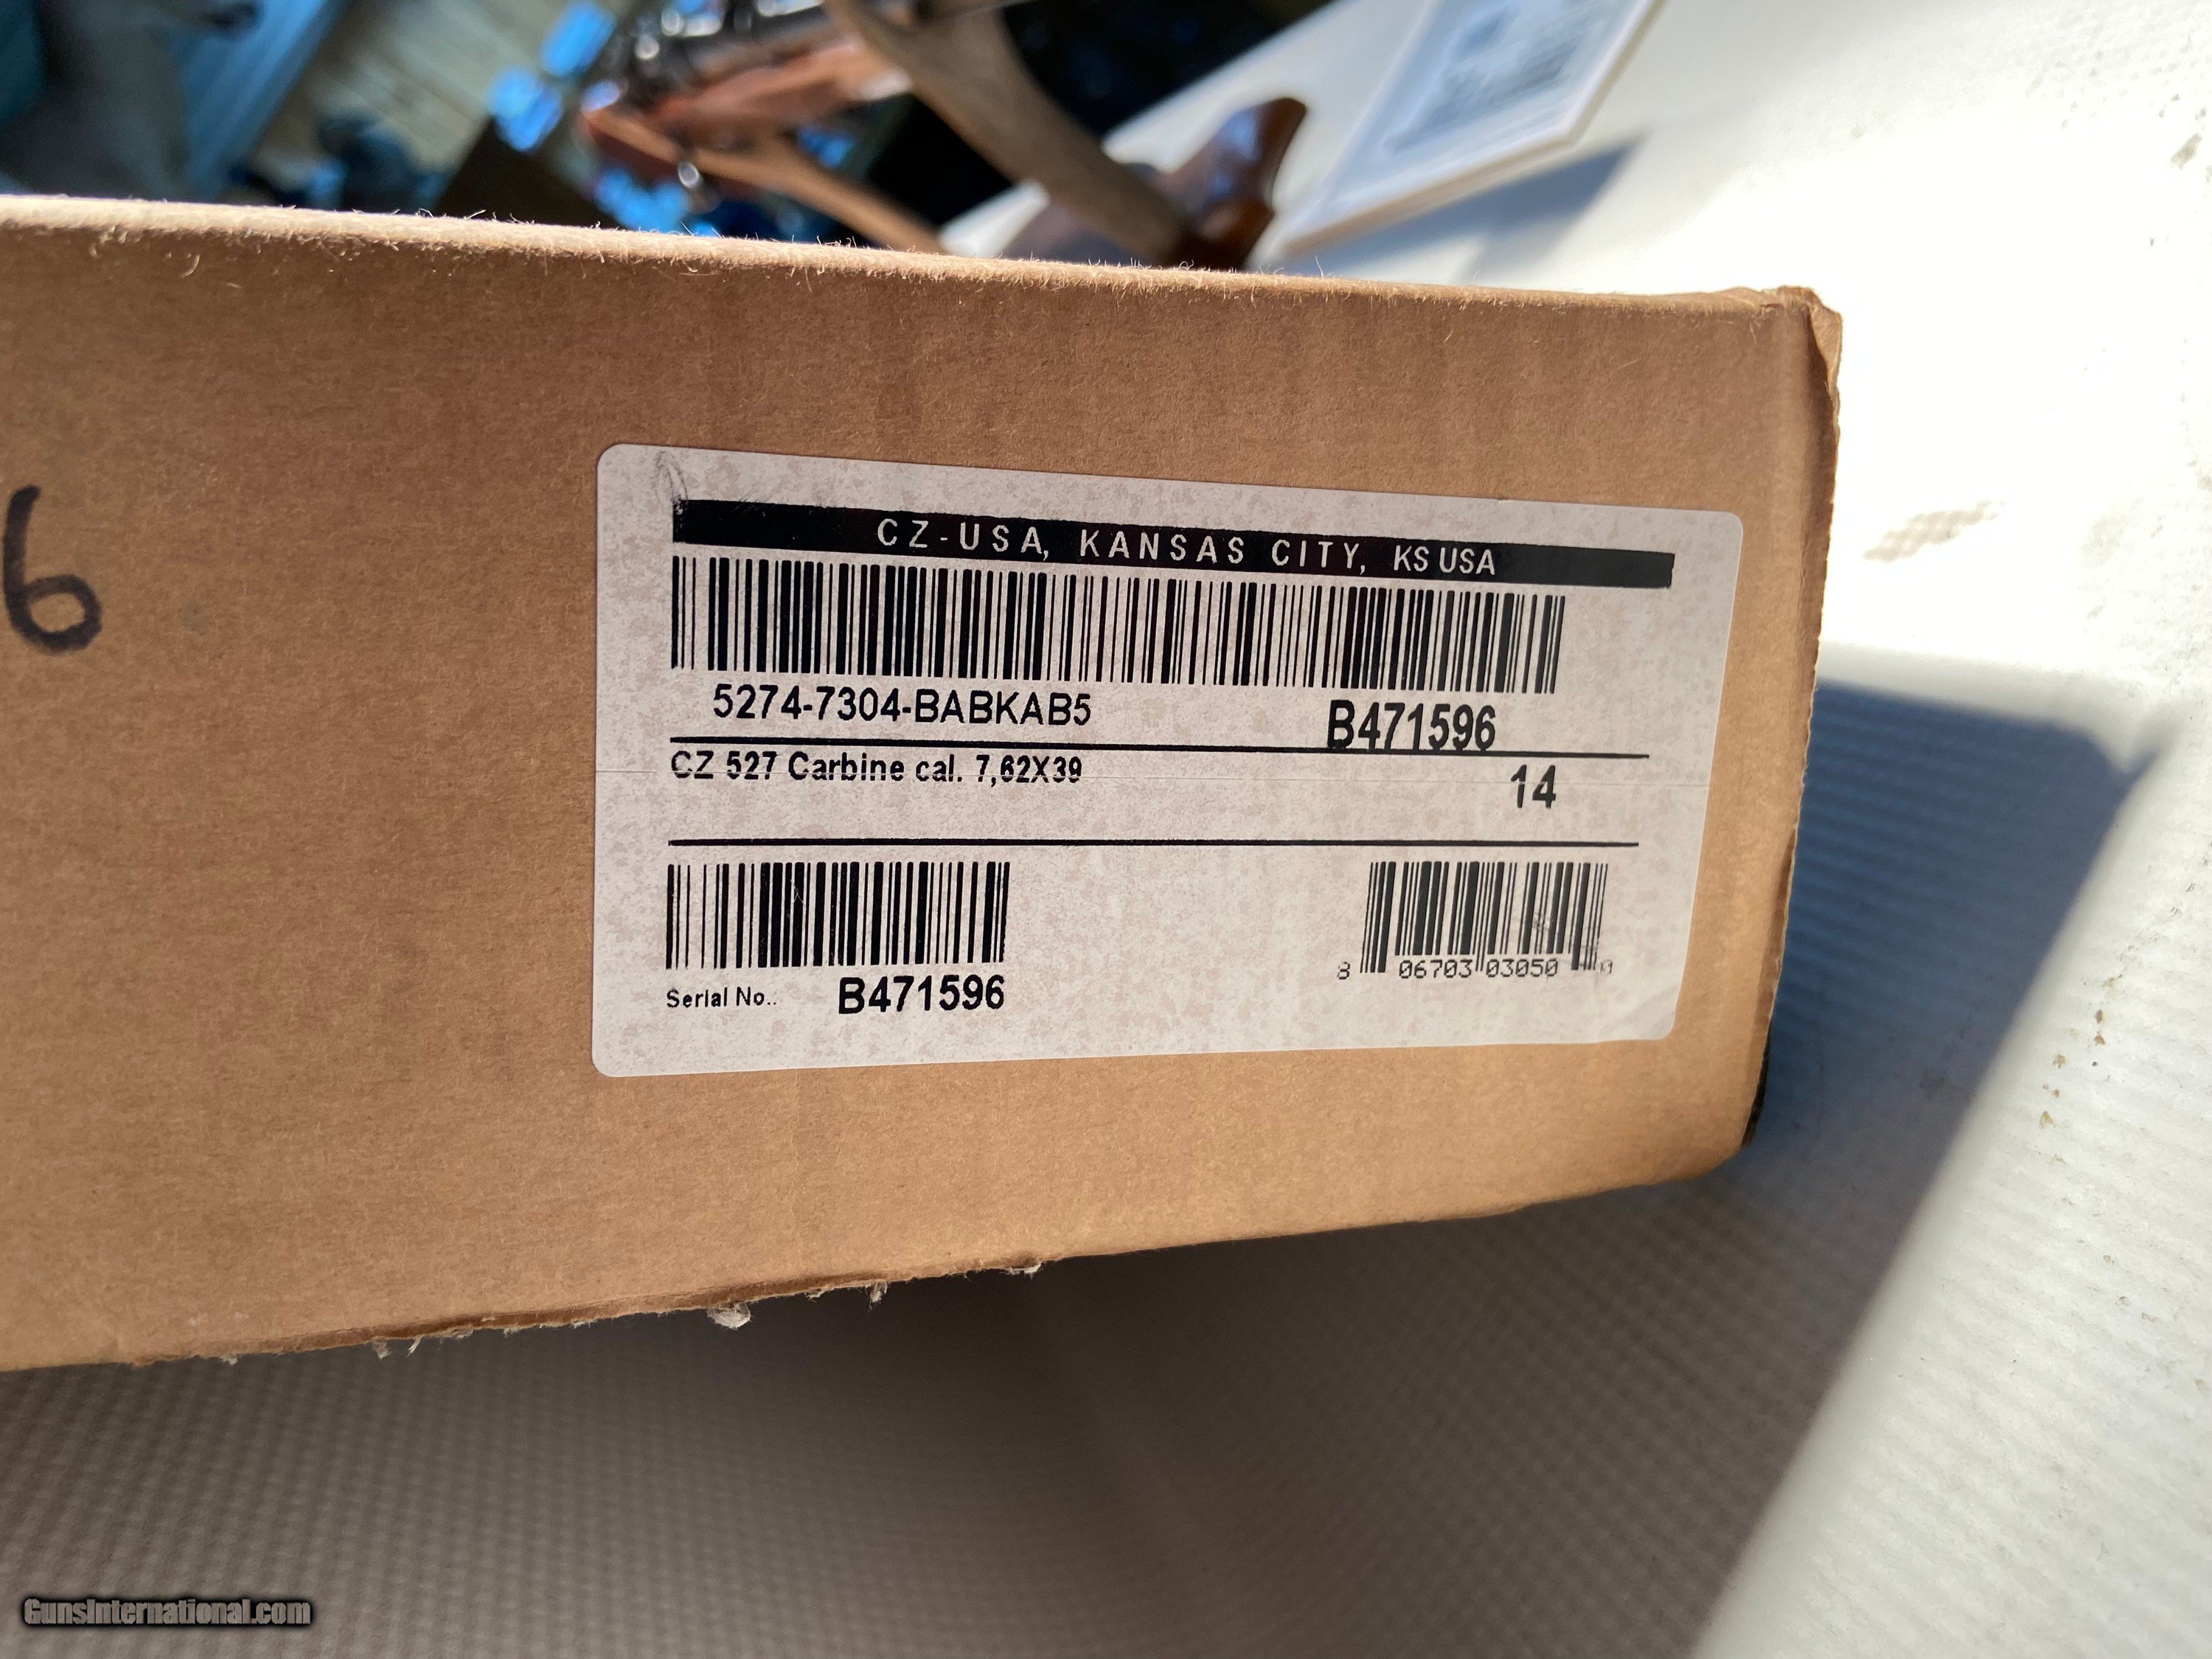 6
CZ-USA, KANSAS CITY, KS USA
5274-7304-BABKAB5 B471596
CZ 527 Carbine cal. 7,62X39
14
Serial No.. B471596
8 06703 03050
GunsInternational.com